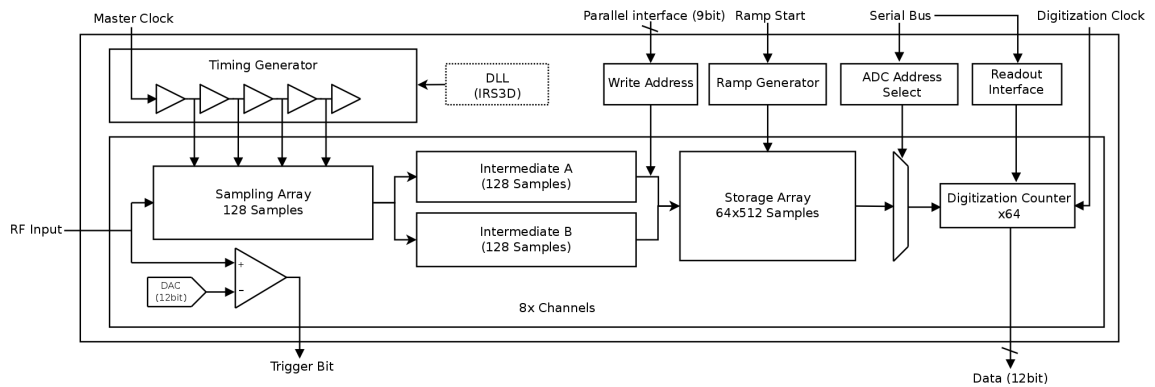 Master Clock
Parallel interface (9bit)
Ramp Start
Serial Bus
Digitization Clock
Timing Generator
DLL
(IRS3D)
Write Address
Ramp Generator
ADC Address
Select
Readout
Interface
Sampling Array
128 Samples
Intermediate A
(128 Samples)
Intermediate B
(128 Samples)
Storage Array
64x512 Samples
Digitization Counter
x64
RF Input
+
-
DAC
(12bit)
8x Channels
Trigger Bit
Data (12bit)